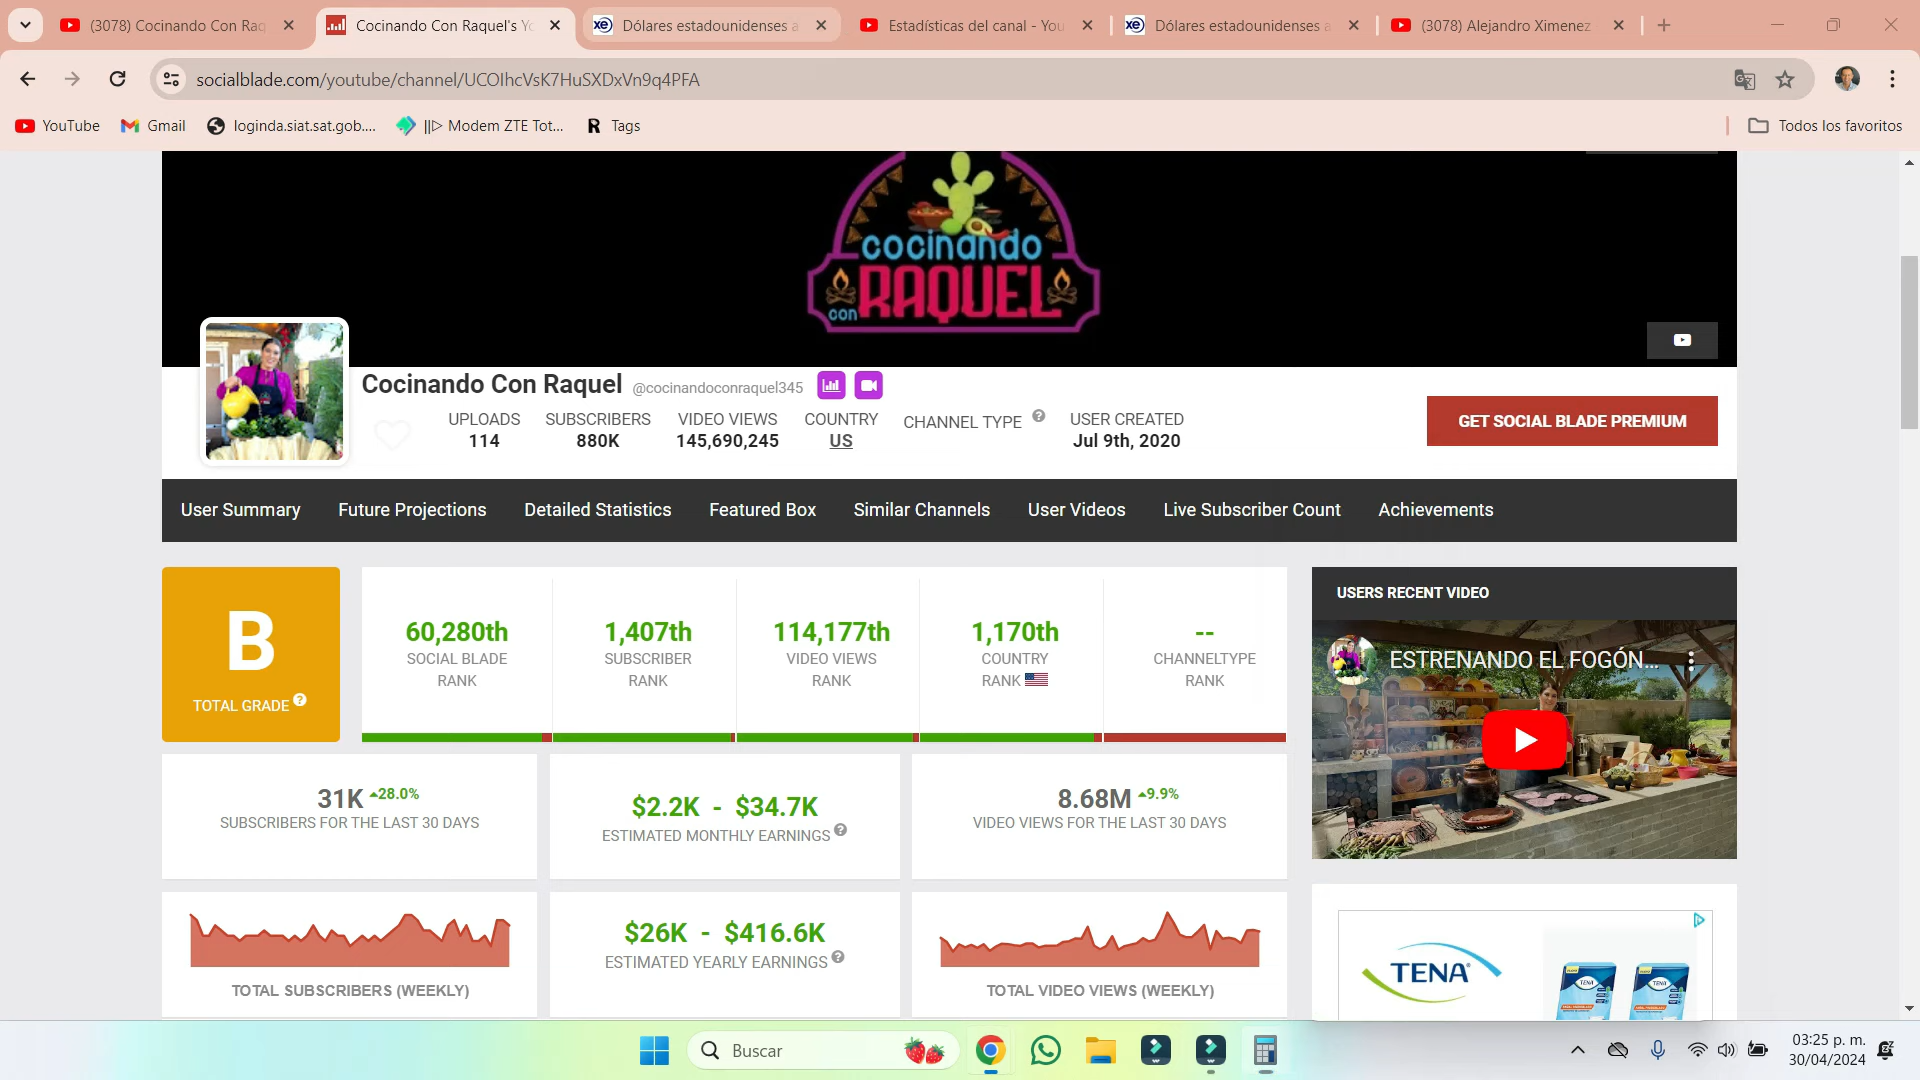 (3078) Cocinando Con Raq
Cocinando Con Raquel's Yo
Dólares estadounidenses a
Estadísticas del canal - You
Dólares estadounidenses a
(3078) Alejandro Ximenez
socialblade.com/youtube/channel/UCOIhcVsK7HuSXDxVn9q4PFA
YouTube
Gmail
loginda.siat.sat.gob....
||▷ Modem ZTE Tot...
Tags
Todos los favoritos
cocinando
con RAQUEL
Cocinando Con Raquel @cocinandoconraquel345
UPLOADS SUBSCRIBERS VIDEO VIEWS COUNTRY CHANNEL TYPE USER CREATED
114 880K 145,690,245 US Jul 9th, 2020
GET SOCIAL BLADE PREMIUM
User Summary Future Projections Detailed Statistics Featured Box Similar Channels User Videos Live Subscriber Count Achievements
B
TOTAL GRADE
60,280th
SOCIAL BLADE
RANK
1,407th
SUBSCRIBER
RANK
114,177th
VIDEO VIEWS
RANK
1,170th
COUNTRY
RANK
--
CHANNELTYPE
RANK
USERS RECENT VIDEO
ESTRENANDO EL FOGÓN...
31K 28.0%
SUBSCRIBERS FOR THE LAST 30 DAYS
$2.2K - $34.7K
ESTIMATED MONTHLY EARNINGS
8.68M 9.9%
VIDEO VIEWS FOR THE LAST 30 DAYS
TOTAL SUBSCRIBERS (WEEKLY)
$26K - $416.6K
ESTIMATED YEARLY EARNINGS
TOTAL VIDEO VIEWS (WEEKLY)
TENA
TENA
TENA
Buscar
03:25 p. m.
30/04/2024